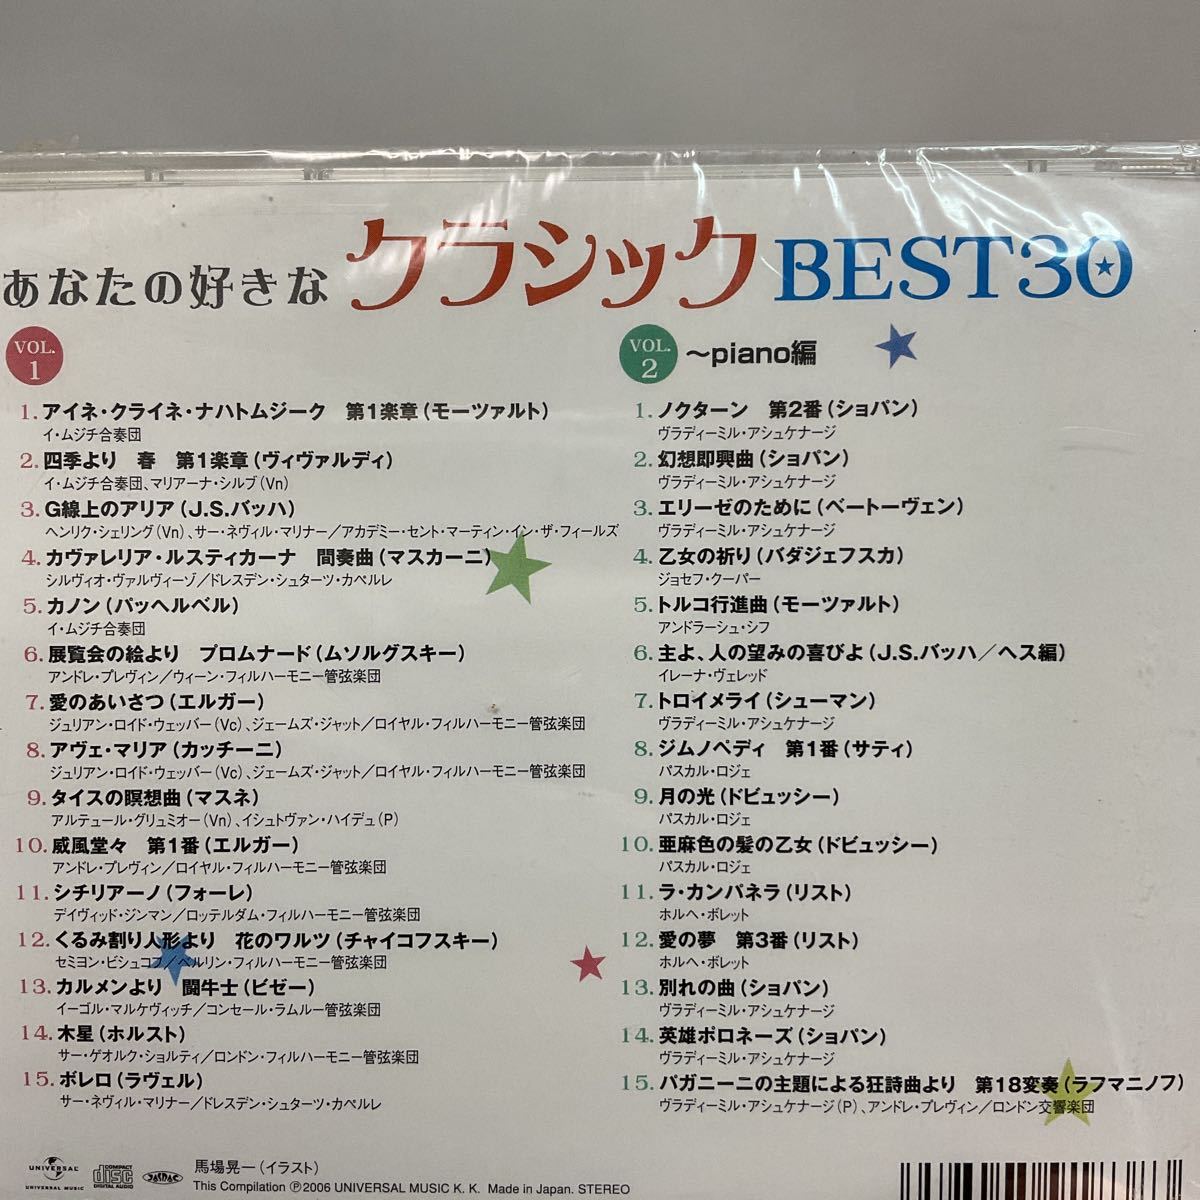 あなたの好きな クラシック BEST30
VOL. 1
1. アイネ・クライネ・ナハトムジーク 第1楽章(モーツァルト)
イ・ムジチ合奏団
2. 四季より 春 第1楽章(ヴィヴァルディ)
イ・ムジチ合奏団、マリアーナ・シルブ(Vn)
3. G線上のアリア(J.S.バッハ)
ヘンリク・シェリング(Vn)、サー・ネヴィル・マリナー/アカデミー・セント・マーティン・イン・ザ・フィールズ
4. カヴァレリア・ルスティカーナ 間奏曲(マスカーニ)
シルヴィオ・ヴァルヴィーゾ/ドレスデン・シュターツ・カペルレ
5. カノン(パッヘルベル)
イ・ムジチ合奏団
6. 展覧会の絵より プロムナード(ムソルグスキー)
アンドレ・プレヴィン/ウィーン・フィルハーモニー管弦楽団
7. 愛のあいさつ(エルガー)
ジュリアン・ロイド・ウェッバー(Vc)、ジェームズ・ジャット/ロイヤル・フィルハーモニー管弦楽団
8. アヴェ・マリア(カッチーニ)
ジュリアン・ロイド・ウェッバー(Vc)、ジェームズ・ジャット/ロイヤル・フィルハーモニー管弦楽団
9. タイスの瞑想曲(マスネ)
アルテュール・グリュミオー(Vn)、イシュトヴァン・ハイデュ(P)
10. 威風堂々 第1番(エルガー)
アンドレ・プレヴィン/ロイヤル・フィルハーモニー管弦楽団
11. シチリアーノ(フォーレ)
デイヴィッド・ジンマン/ロッテルダム・フィルハーモニー管弦楽団
12. くるみ割り人形より 花のワルツ(チャイコフスキー)
セミヨン・ビシュコフ/ベルリン・フィルハーモニー管弦楽団
13. カルメンより 闘牛士(ビゼー)
イーゴル・マルケヴィッチ/コンセール・ラムルー管弦楽団
14. 木星(ホルスト)
サー・ゲオルク・ショルティ/ロンドン・フィルハーモニー管弦楽団
15. ボレロ(ラヴェル)
サー・ネヴィル・マリナー/ドレスデン・シュターツ・カペルレ
VOL. 2 〜piano編
1. ノクターン 第2番(ショパン)
ヴラディーミル・アシュケナージ
2. 幻想即興曲(ショパン)
ヴラディーミル・アシュケナージ
3. エリーゼのために(ベートーヴェン)
ヴラディーミル・アシュケナージ
4. 乙女の祈り(バダジェフスカ)
ジョセフ・クーパー
5. トルコ行進曲(モーツァルト)
アンドラーシュ・シフ
6. 主よ、人の望みの喜びよ(J.S.バッハ/ヘス編)
イレーナ・ヴェレッド
7. トロイメライ(シューマン)
ヴラディーミル・アシュケナージ
8. ジムノペディ 第1番(サティ)
パスカル・ロジェ
9. 月の光(ドビュッシー)
パスカル・ロジェ
10. 亜麻色の髪の乙女(ドビュッシー)
パスカル・ロジェ
11. ラ・カンパネラ(リスト)
ホルヘ・ボレット
12. 愛の夢 第3番(リスト)
ホルヘ・ボレット
13. 別れの曲(ショパン)
ヴラディーミル・アシュケナージ
14. 英雄ポロネーズ(ショパン)
ヴラディーミル・アシュケナージ
15. パガニーニの主題による狂詩曲より 第18変奏(ラフマニノフ)
ヴラディーミル・アシュケナージ(P)、アンドレ・プレヴィン/ロンドン交響楽団
UNIVERSAL
UNIVERSAL MUSIC
COMPACT disc DIGITAL AUDIO
JASRAC
馬場晃一(イラスト)
This Compilation ℗2006 UNIVERSAL MUSIC K. K. Made in Japan. STEREO